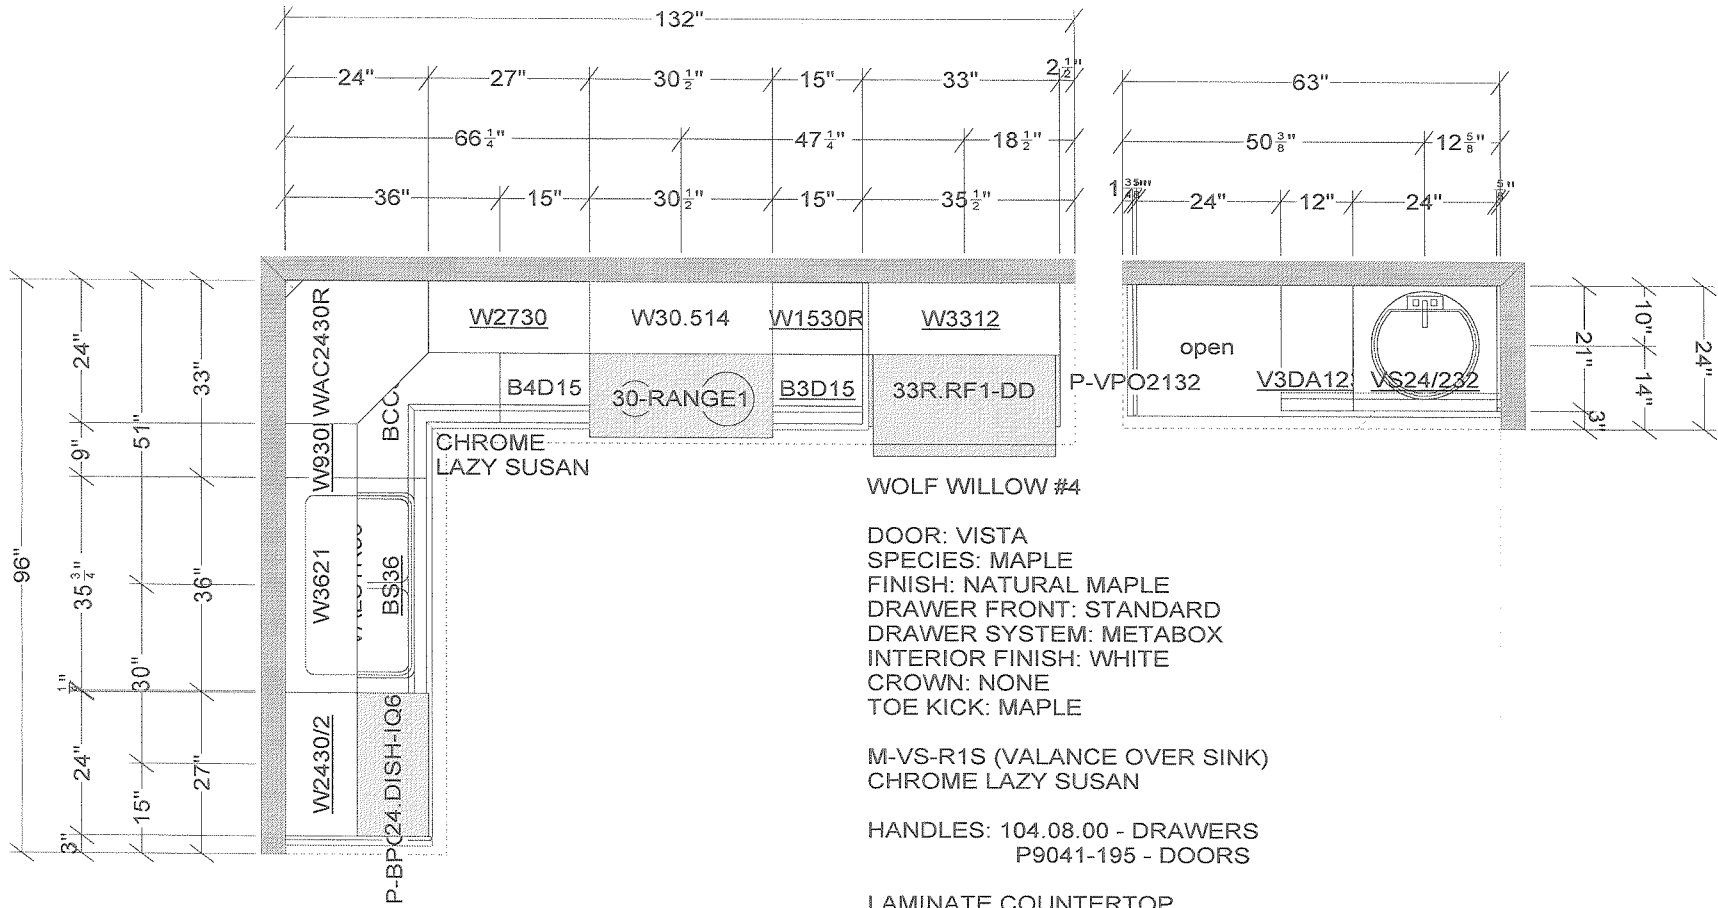 132"
24" 27" 30 1/2" 15" 33" 2 1/2"
66 1/4" 47 1/4" 18 1/2"
36" 15" 30 1/2" 15" 35 1/2"
63"
50 3/8" 12 5/8"
24" 12" 24" 5/8"
96"
24" 9" 35 3/4" 24" 3"
51" 30" 15"
33" 36" 27"
21" 3"
10" 14"
24"
WAC2430R
W2730
W30.514
W1530R
W3312
B4D15
30-RANGE1
B3D15
33R.RF1-DD
CHROME
LAZY SUSAN
W930
W3621
BS36
W2430/2
P-BPC24.DISH-IQ6
P-VPO2132
open
V3DA12
VS24/232
WOLF WILLOW #4
DOOR: VISTA
SPECIES: MAPLE
FINISH: NATURAL MAPLE
DRAWER FRONT: STANDARD
DRAWER SYSTEM: METABOX
INTERIOR FINISH: WHITE
CROWN: NONE
TOE KICK: MAPLE
M-VS-R1S (VALANCE OVER SINK)
CHROME LAZY SUSAN
HANDLES: 104.08.00 - DRAWERS
P9041-195 - DOORS
LAMINATE COUNTERTOP